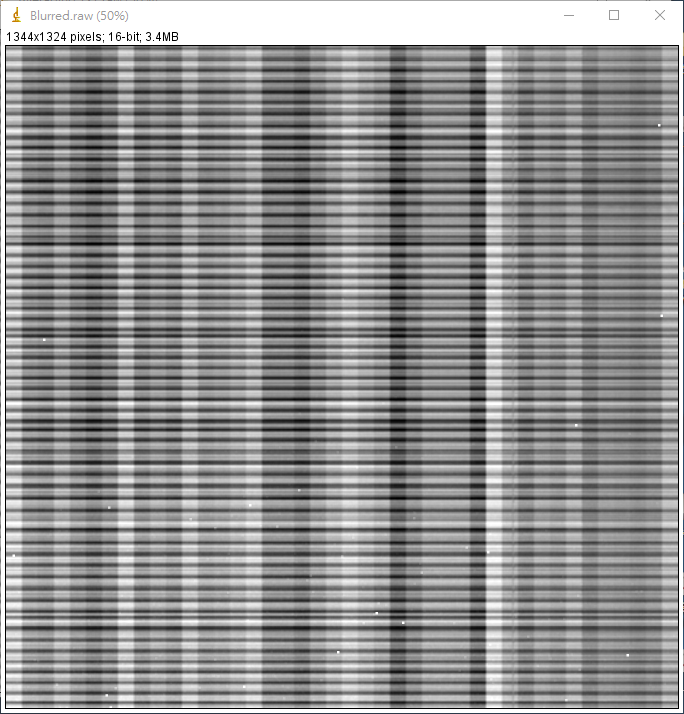 Blurred.raw (50%)
1344x1324 pixels; 16-bit; 3.4MB